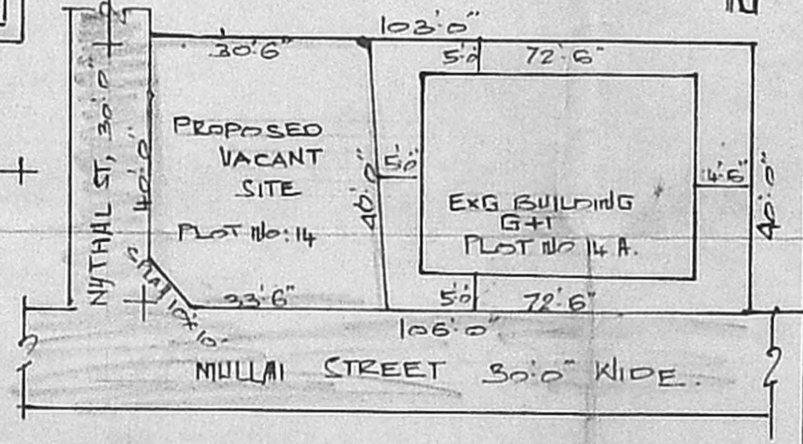 103'.0"
30'.6"
5'.0
72'.6"
NYTHAL ST, 30'.0"
40'.0"
PROPOSED
VACANT
SITE
PLOT No: 14
40'.0"
5'.0"
EXG BUILDING
G+1
PLOT No 14 A.
4'.6"
40'.0"
SPLAY 10'X10'
33'.6"
5'.0
72'.6"
106'.0"
MULLAI STREET 30'.0" WIDE.